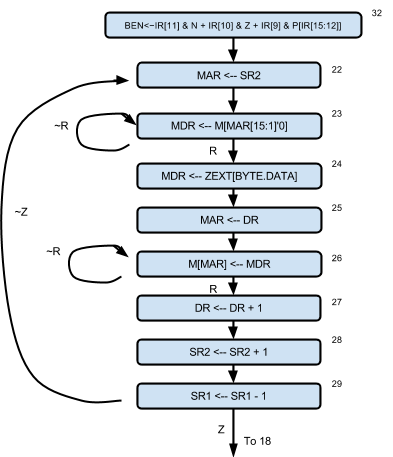 32
BEN<--IR[11] & N + IR[10] & Z + IR[9] & P[IR[15:12]]
MAR <-- SR2
22
MDR <-- M[MAR[15:1]'0]
23
~R
R
MDR <-- ZEXT[BYTE.DATA]
24
MAR <-- DR
25
~Z
M[MAR] <-- MDR
26
~R
R
DR <-- DR + 1
27
SR2 <-- SR2 + 1
28
SR1 <-- SR1 - 1
29
Z
To 18